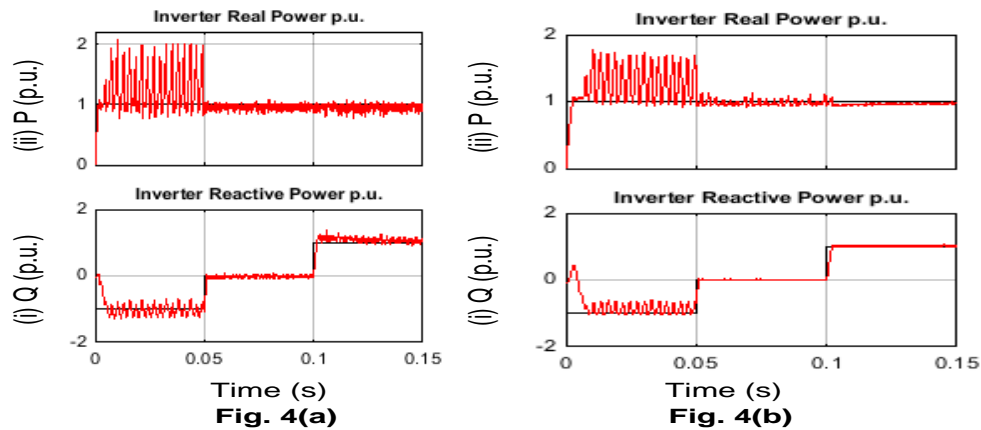 Inverter Real Power p.u.
2
1
0
(ii) P (p.u.)
Inverter Reactive Power p.u.
2
0
-2
(i) Q (p.u.)
0 0.05 0.1 0.15
Time (s)
Fig. 4(a)
Inverter Real Power p.u.
2
1
0
(ii) P (p.u.)
Inverter Reactive Power p.u.
2
0
-2
(i) Q (p.u.)
0 0.05 0.1 0.15
Time (s)
Fig. 4(b)